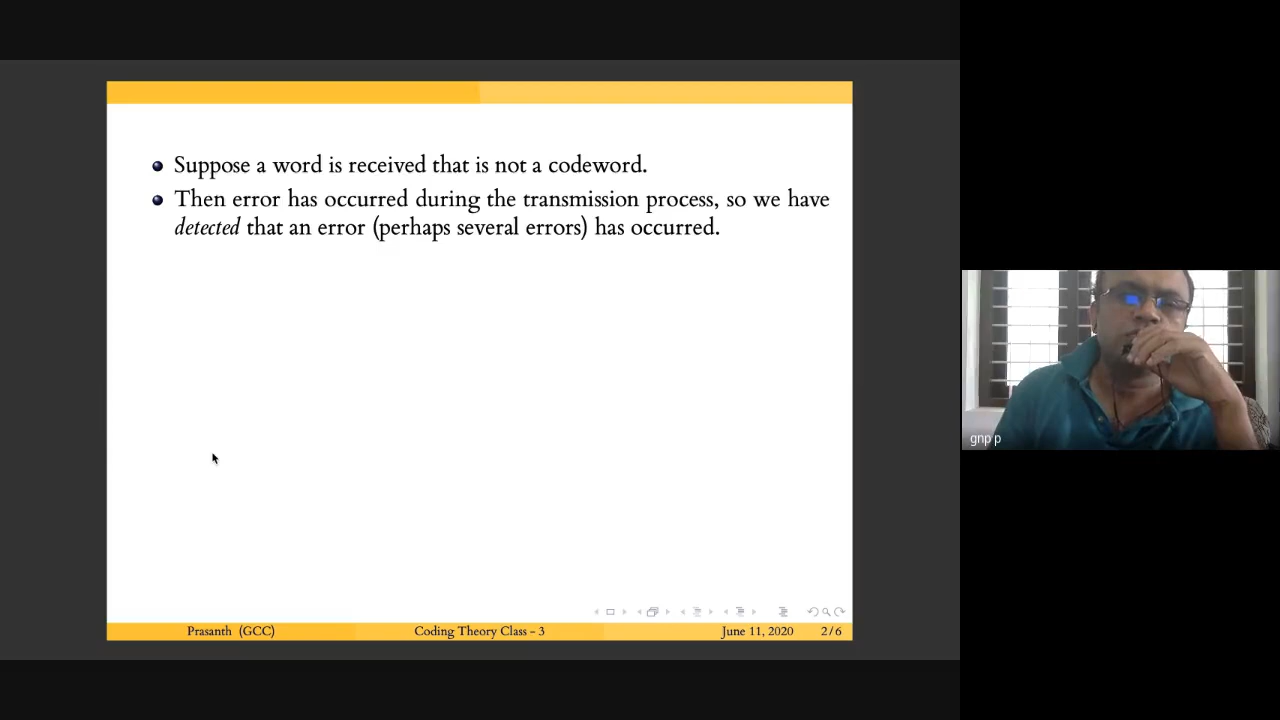 Suppose a word is received that is not a codeword.
Then error has occurred during the transmission process, so we have
detected that an error (perhaps several errors) has occurred.
gnp p
Prasanth (GCC) Coding Theory Class - 3 June 11, 2020 2/6